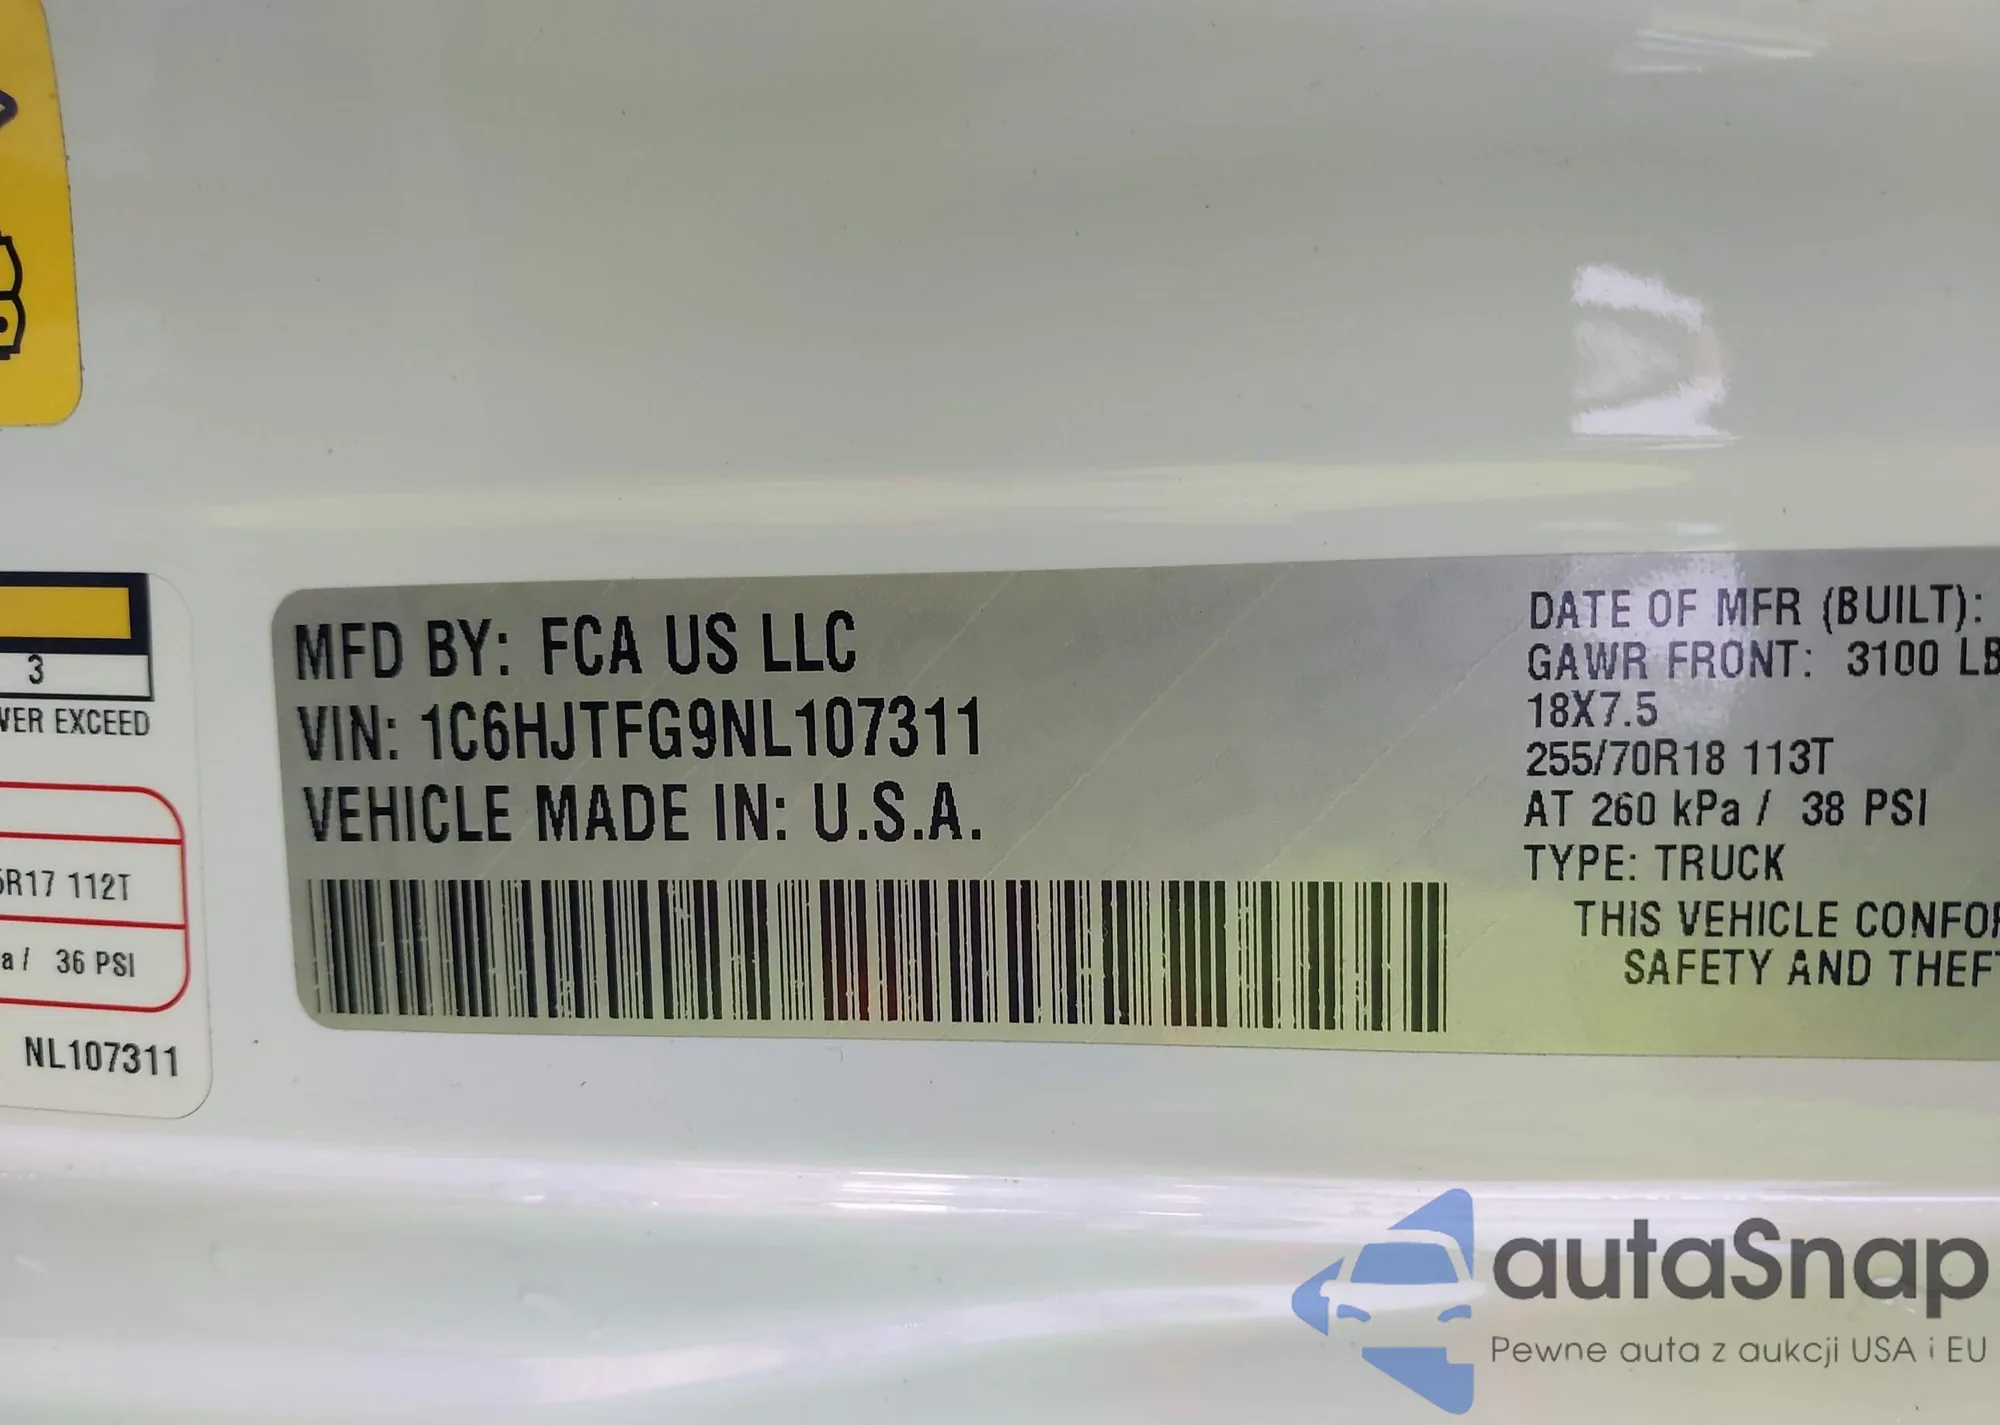 3
VER EXCEED
5R17 112T
a / 36 PSI
NL107311
MFD BY: FCA US LLC
VIN: 1C6HJTFG9NL107311
VEHICLE MADE IN: U.S.A.
DATE OF MFR (BUILT):
GAWR FRONT: 3100 LB
18X7.5
255/70R18 113T
AT 260 kPa / 38 PSI
TYPE: TRUCK
THIS VEHICLE CONFOR
SAFETY AND THEFT
autaSnap
Pewne auta z aukcji USA i EU